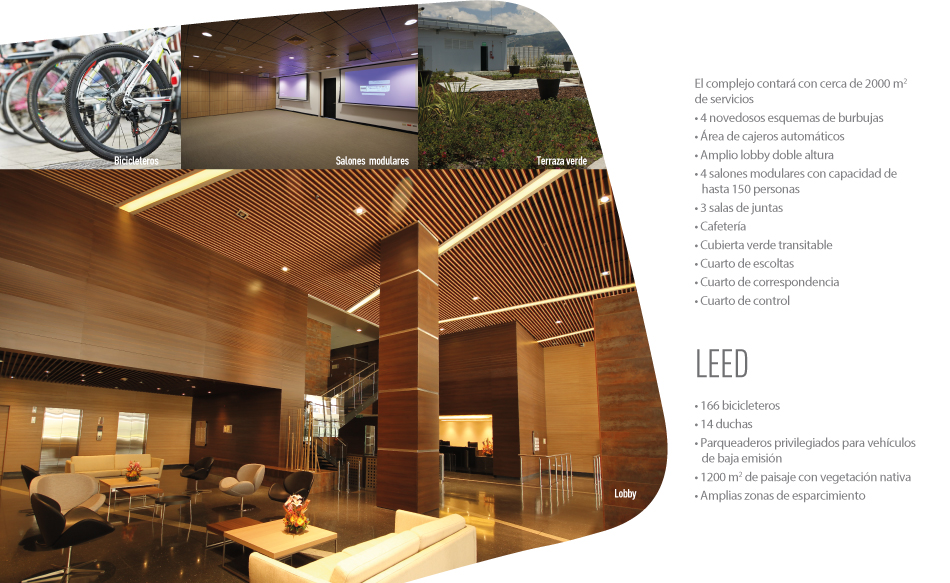 Bicicleteros
Salones modulares
Terraza verde
Lobby
El complejo contará con cerca de 2000 m²
de servicios
• 4 novedosos esquemas de burbujas
• Área de cajeros automáticos
• Amplio lobby doble altura
• 4 salones modulares con capacidad de
hasta 150 personas
• 3 salas de juntas
• Cafetería
• Cubierta verde transitable
• Cuarto de escoltas
• Cuarto de correspondencia
• Cuarto de control
LEED
• 166 bicicleteros
• 14 duchas
• Parqueaderos privilegiados para vehículos
de baja emisión
• 1200 m² de paisaje con vegetación nativa
• Amplias zonas de esparcimiento